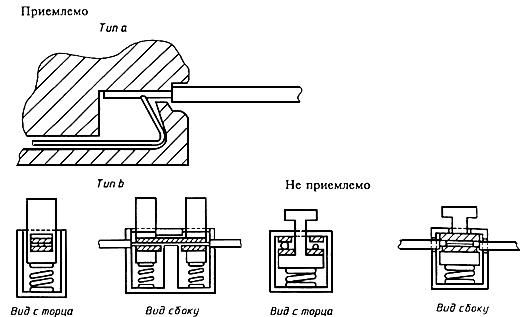 Приемлемо
Тип a
Тип b
Не приемлемо
Вид с торца
Вид сбоку
Вид с торца
Вид сбоку